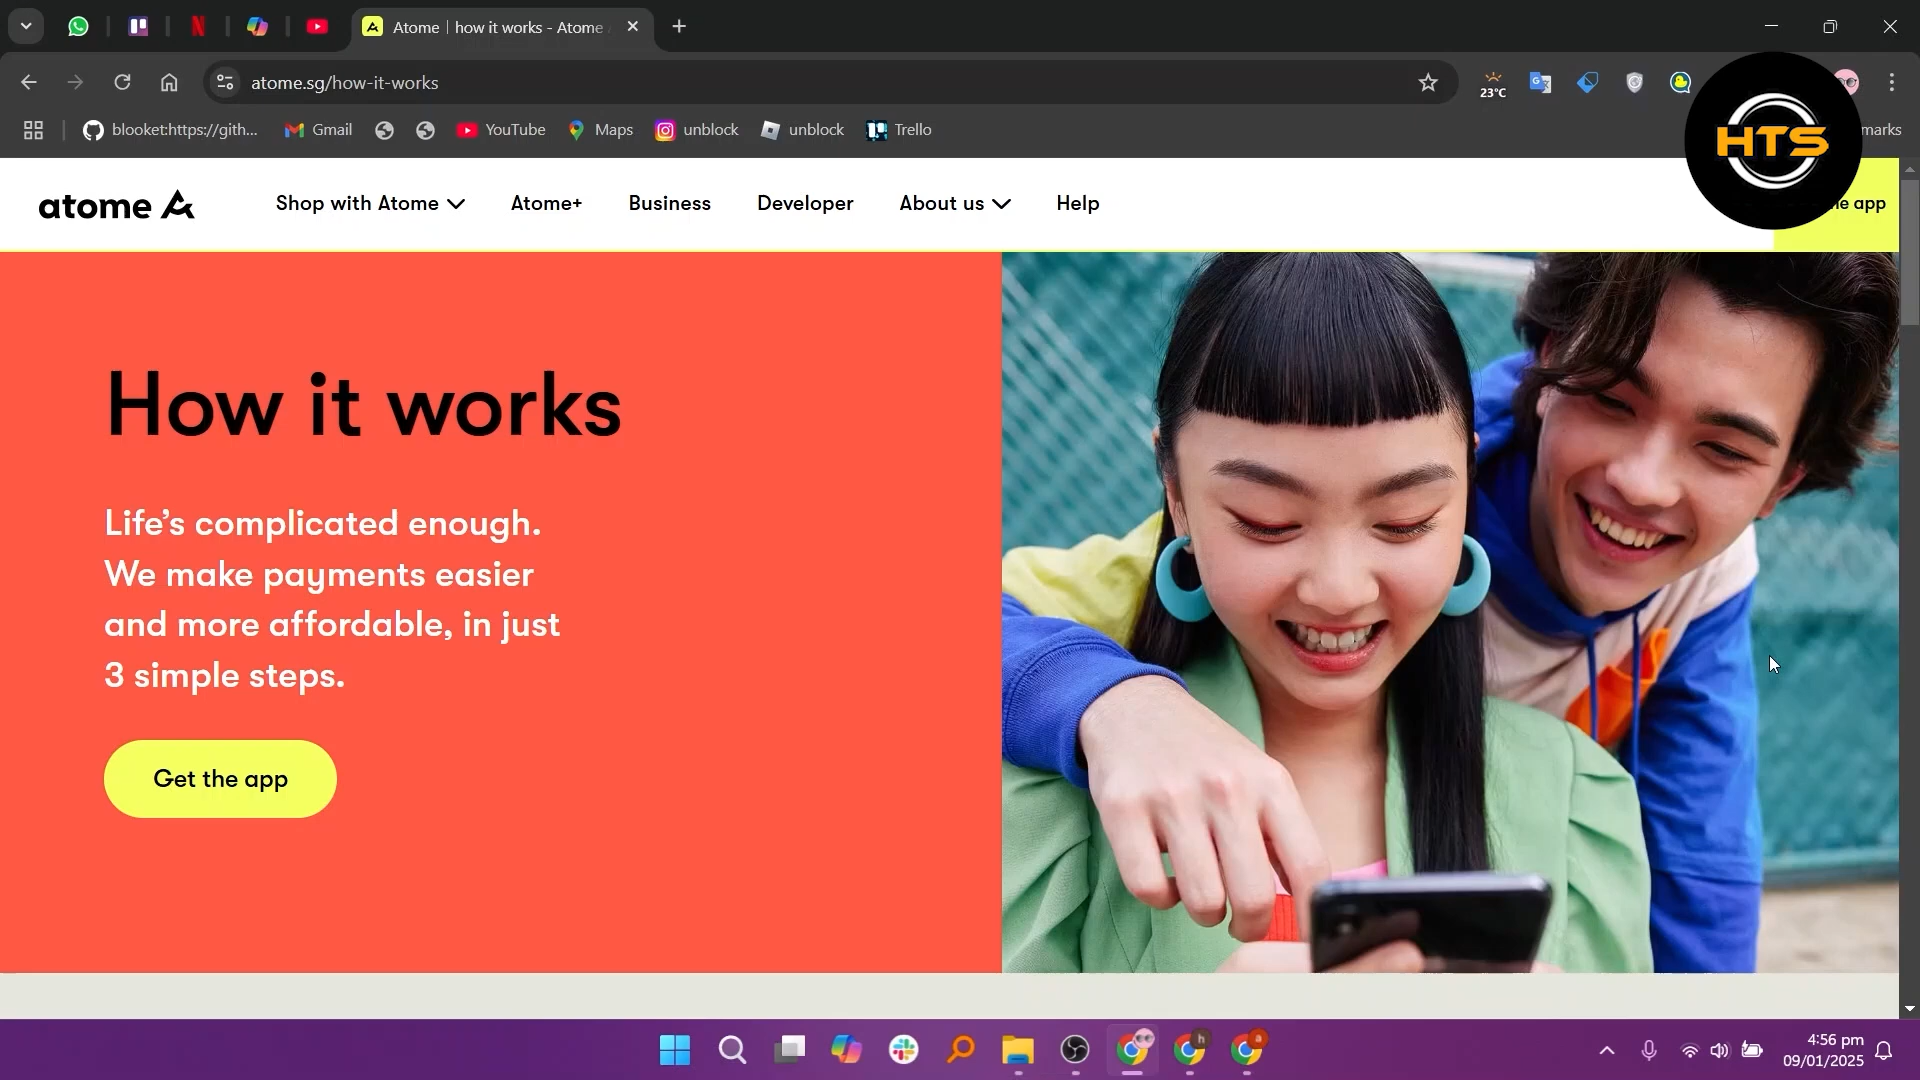 Atome | how it works - Atome
atome.sg/how-it-works
23°C
blooket:https://gith...
Gmail
YouTube
Maps
unblock
unblock
Trello
marks
HTS
atome
Shop with Atome
Atome+
Business
Developer
About us
Help
app
How it works
Life's complicated enough.
We make payments easier
and more affordable, in just
3 simple steps.
Get the app
4:56 pm
09/01/2025